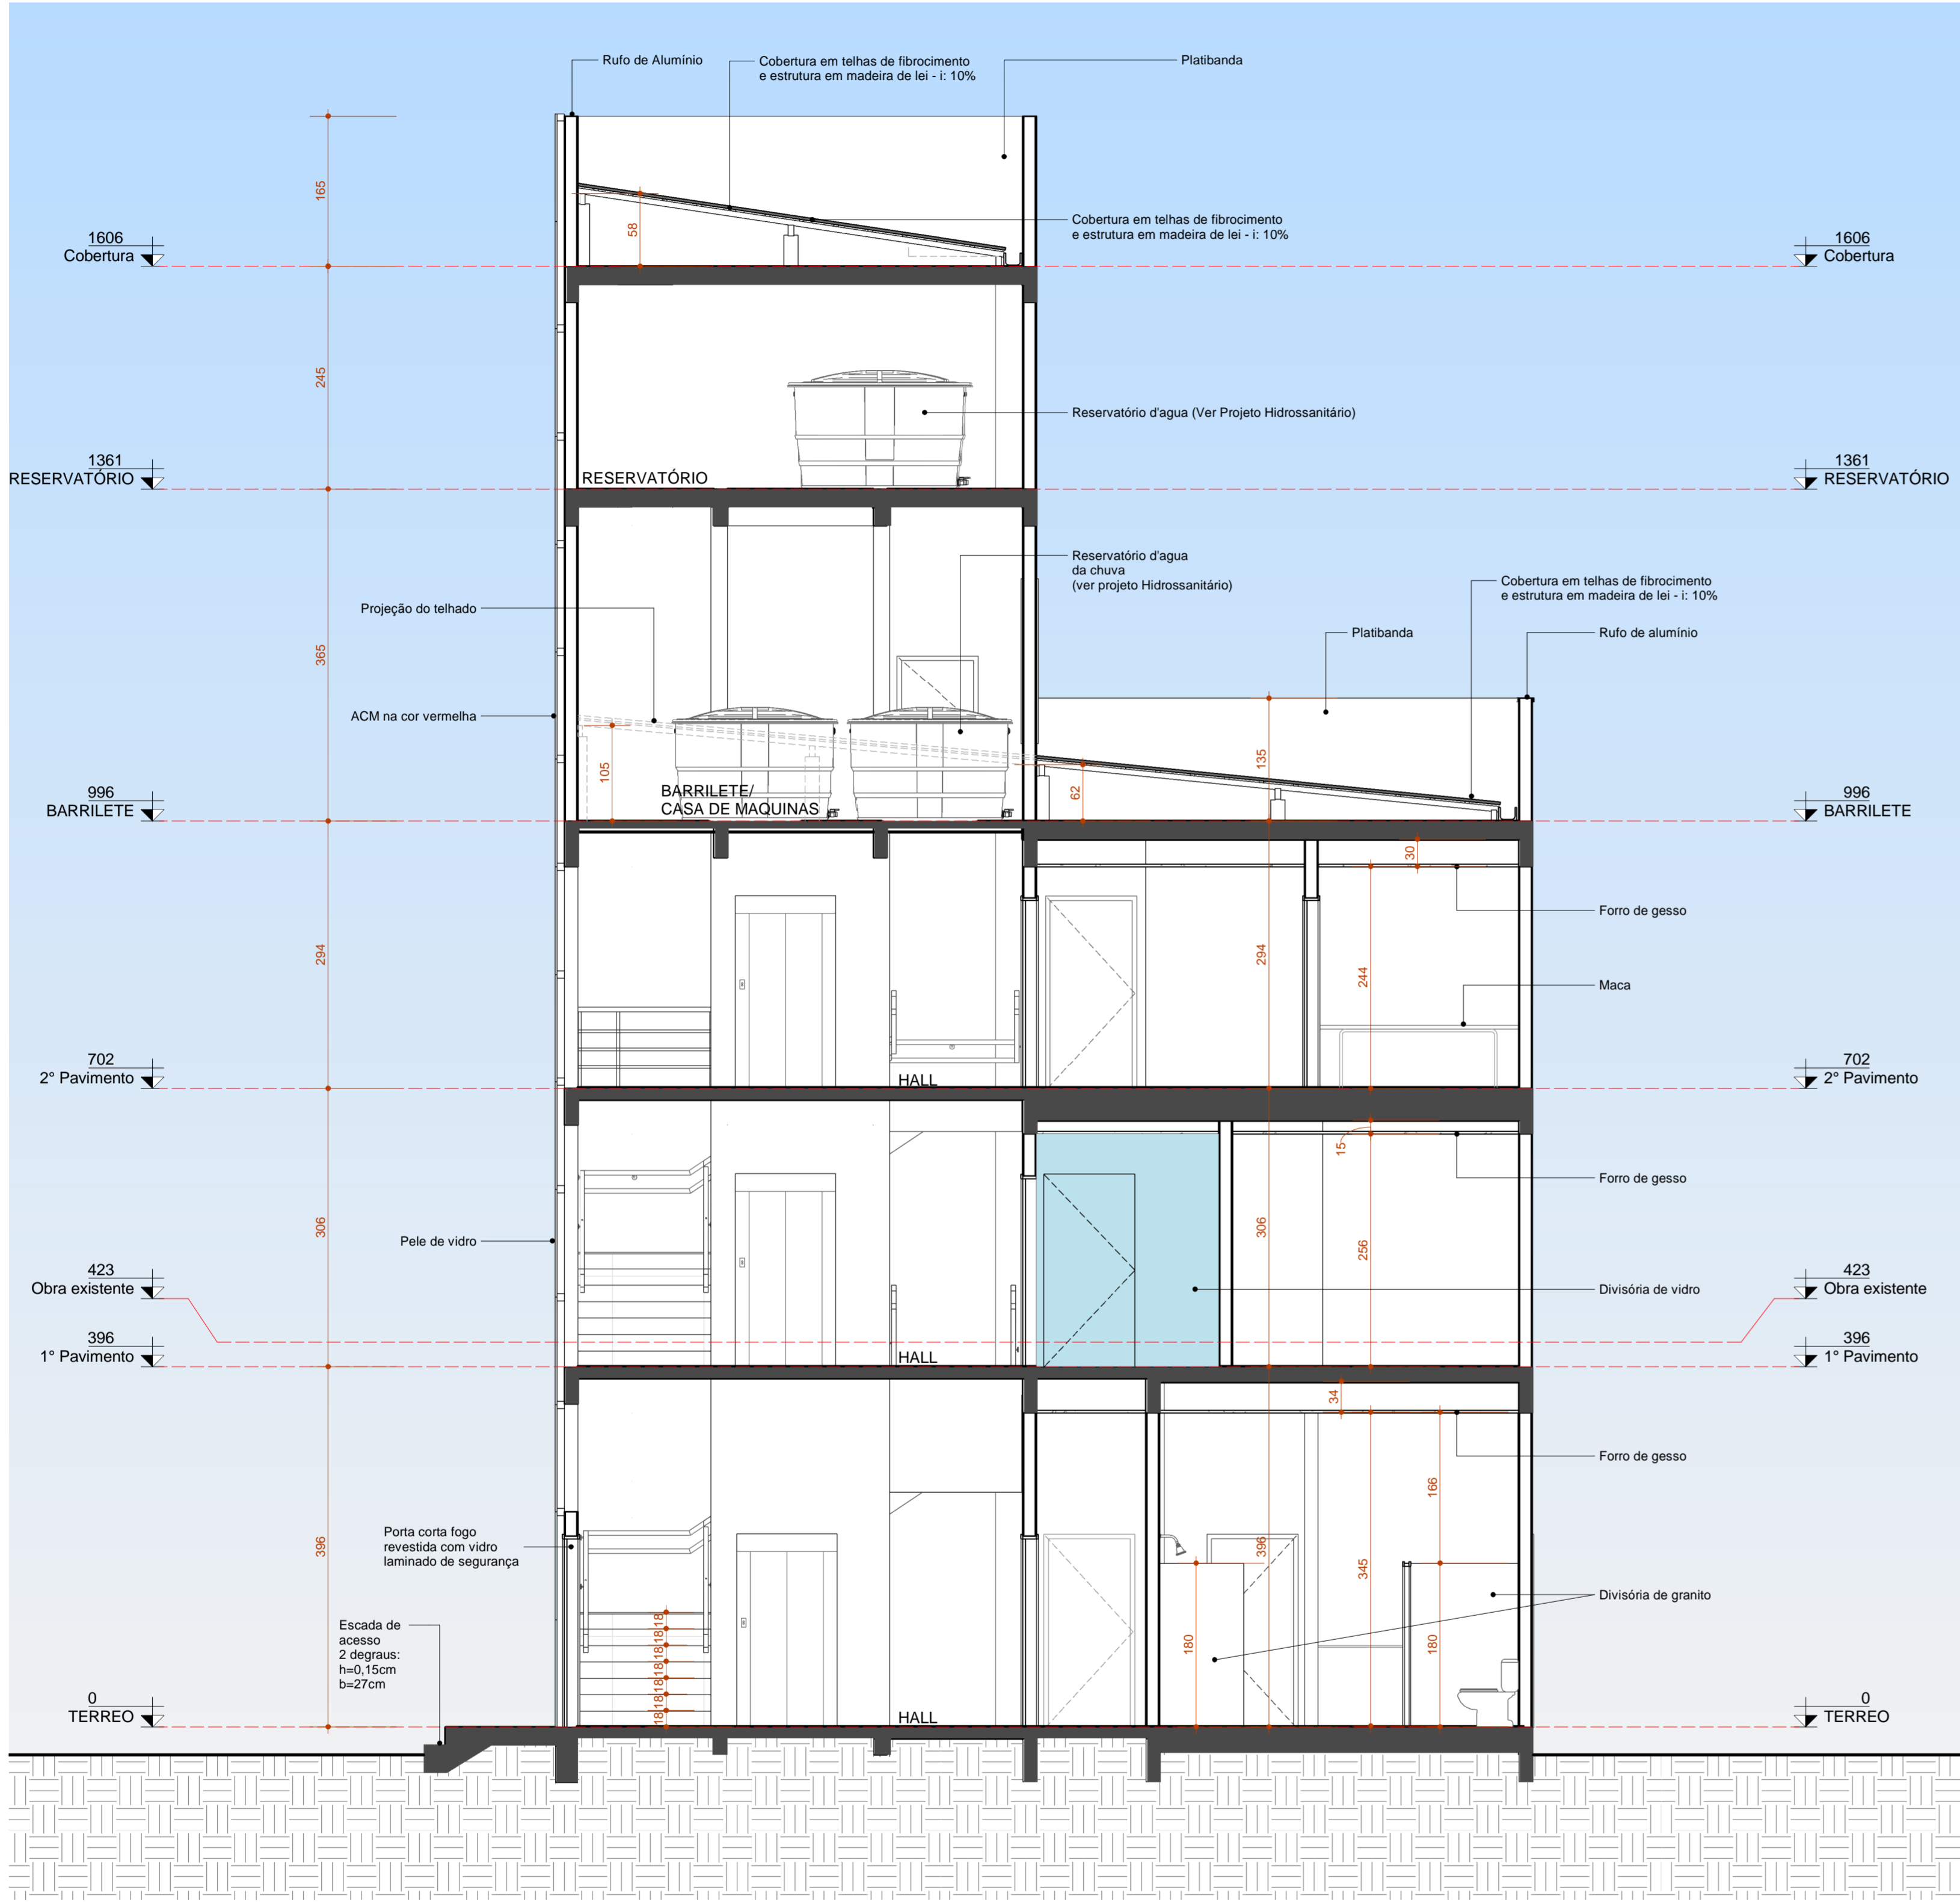 Rufo de Alumínio
Cobertura em telhas de fibrocimento
e estrutura em madeira de lei - i: 10%
Platibanda
165
58
Cobertura em telhas de fibrocimento
e estrutura em madeira de lei - i: 10%
1606
Cobertura
1606
Cobertura
245
Reservatório d'agua (Ver Projeto Hidrossanitário)
1361
RESERVATÓRIO
RESERVATÓRIO
1361
RESERVATÓRIO
Reservatório d'agua
da chuva
(ver projeto Hidrossanitário)
Cobertura em telhas de fibrocimento
e estrutura em madeira de lei - i: 10%
Projeção do telhado
Platibanda
Rufo de alumínio
365
ACM na cor vermelha
105
135
62
BARRILETE/
CASA DE MAQUINAS
996
BARRILETE
996
BARRILETE
30
Forro de gesso
294
294
244
Maca
702
2° Pavimento
HALL
702
2° Pavimento
15
Forro de gesso
306
Pele de vidro
306
256
423
Obra existente
Divisória de vidro
423
Obra existente
396
1° Pavimento
HALL
396
1° Pavimento
34
Forro de gesso
166
Porta corta fogo
revestida com vidro
laminado de segurança
396
396
345
Divisória de granito
Escada de
acesso
2 degraus:
h=0,15cm
b=27cm
18
18
18
18
18
18
18
180
180
0
TERREO
HALL
0
TERREO